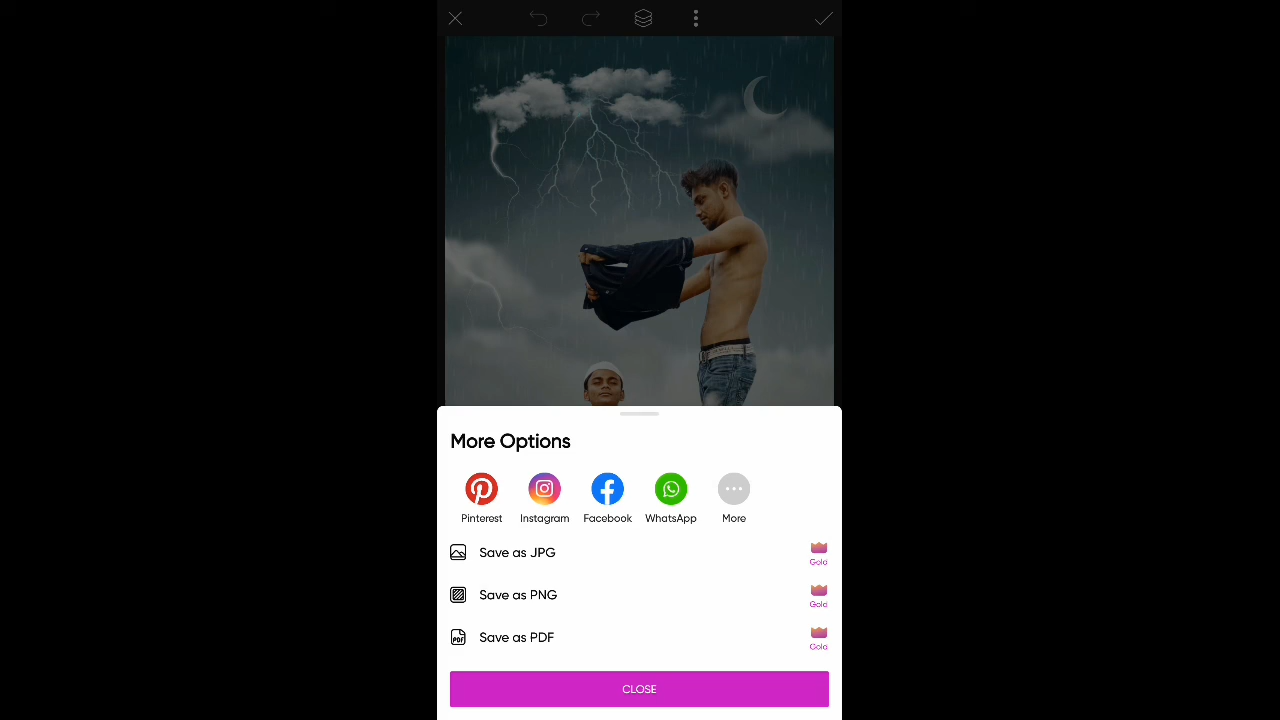 More Options
Pinterest Instagram Facebook WhatsApp More
Save as JPG Gold
Save as PNG Gold
PDF Save as PDF Gold
CLOSE